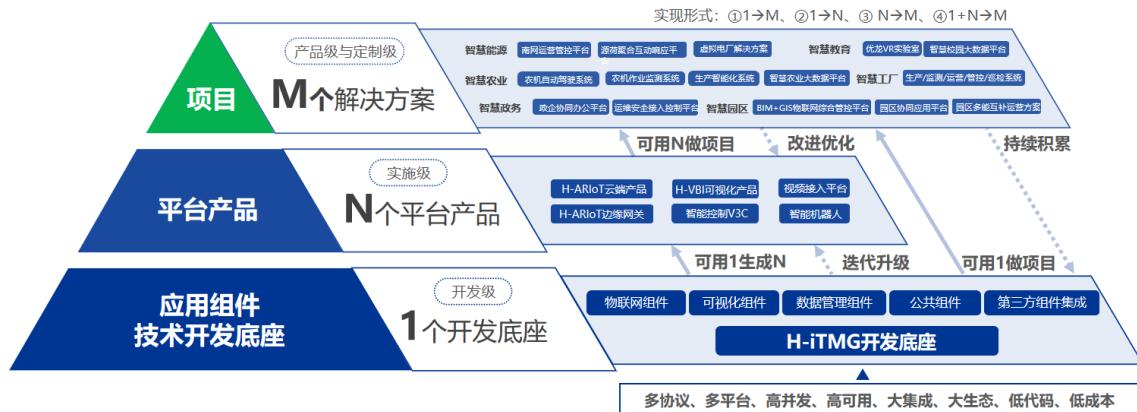 实现形式：①1→M、②1→N、③ N→M、④1+N→M
产品级与定制级
项目
M个解决方案
智慧能源 南网运营管控平台 源荷聚合互动响应平台 虚拟电厂解决方案 智慧教育 优龙VR实验室 智慧校园大数据平台
智慧农业 农机自动驾驶系统 农机作业监测系统 生产智能化系统 智慧农业大数据平台 智慧工厂 生产/监测/运营/管控/巡检系统
智慧政务 政企协同办公平台 运维安全接入控制平台 智慧园区 BIM+GIS物联网综合管控平台 园区协同应用平台 园区多能互补运营方案
可用N做项目 改进优化 持续积累
实施级
平台产品
N个平台产品
H-ARIoT云端产品 H-VBI可视化产品 视频接入平台
H-ARIoT边缘网关 智能控制V3C 智能机器人
可用1生成N 迭代升级 可用1做项目
开发级
应用组件
技术开发底座
1个开发底座
物联网组件 可视化组件 数据管理组件 公共组件 第三方组件集成
H-iTMG开发底座
多协议、多平台、高并发、高可用、大集成、大生态、低代码、低成本